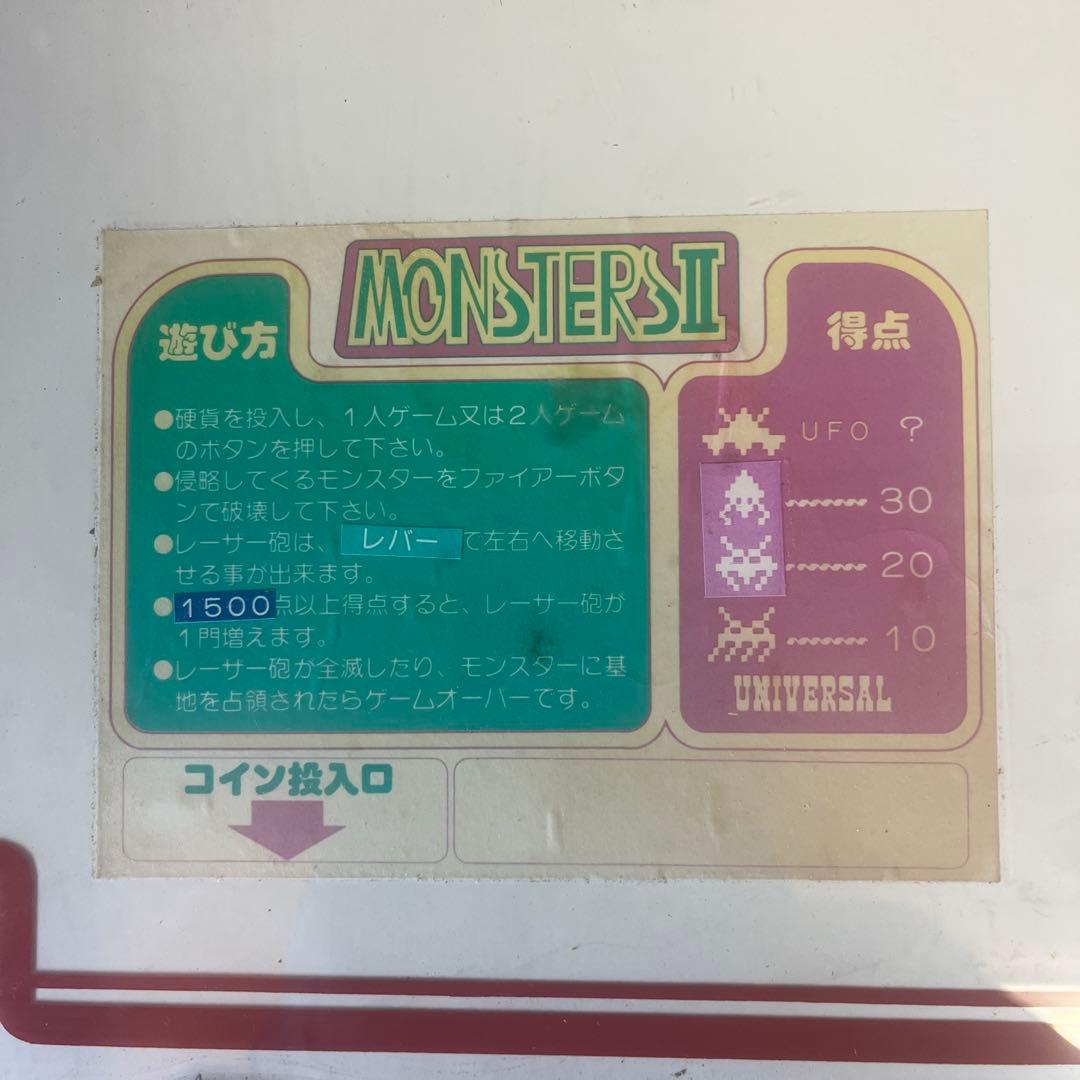 MONSTERSⅡ
遊び方
●硬貨を投入し、1人ゲーム又は2人ゲーム
のボタンを押して下さい。
●侵略してくるモンスターをファイアーボタ
ンで破壊して下さい。
●レーザー砲は、レバーて左右へ移動さ
せる事が出来ます。
●1500点以上得点すると、レーザー砲が
1門増えます。
●レーザー砲が全滅したり、モンスターに基
地を占領されたらゲームオーバーです。
得点
UFO ?
30
20
10
UNIVERSAL
コイン投入口